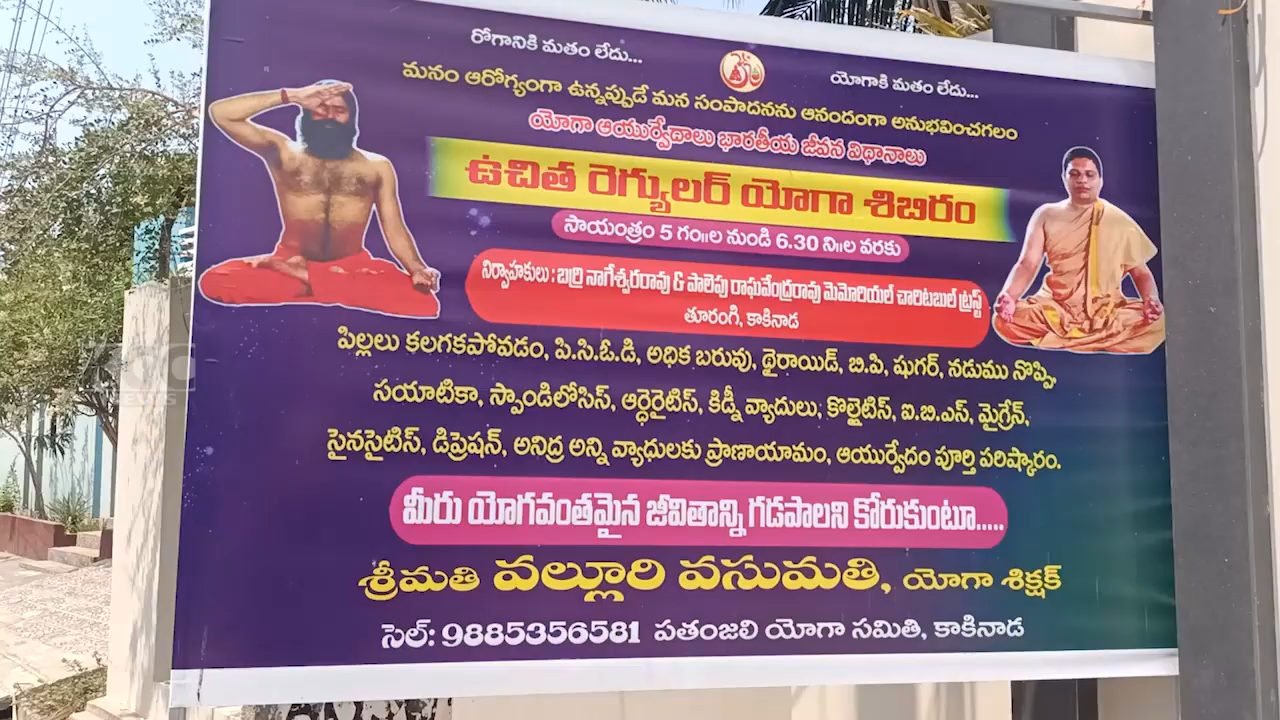 రోగానికి మతం లేదు... యోగాకి మతం లేదు...
మనం ఆరోగ్యంగా ఉన్నప్పుడే మన సంపాదనను ఆనందంగా అనుభవించగలం
యోగా ఆయుర్వేదాలు భారతీయ జీవన విధానాలు
ఉచిత రెగ్యులర్ యోగా శిబిరం
సాయంత్రం 5 గం॥ల నుండి 6.30 ని॥ల వరకు
నిర్వాహకులు : బర్రి నాగేశ్వరరావు & పాలెపు రాఘవేంద్రరావు మెమోరియల్ చారిటబుల్ ట్రస్ట్
తూరంగి, కాకినాడ
పిల్లలు కలగకపోవడం, పి.సి.ఓ.డి, అధిక బరువు, థైరాయిడ్, బి.పి, షుగర్, నడుము నొప్పి,
సయాటికా, స్పాండిలోసిస్, ఆర్థెరైటిస్, కిడ్నీ వ్యాదులు, కొల్లైటిస్, ఐ.బి.ఎస్, మైగ్రేన్,
సైనసైటిస్, డిప్రెషన్, అనిద్ర అన్ని వ్యాధులకు ప్రాణాయామం, ఆయుర్వేదం పూర్తి పరిష్కారం.
మీరు యోగవంతమైన జీవితాన్ని గడపాలని కోరుకుంటూ.....
శ్రీమతి వల్లూరి వసుమతి, యోగా శిక్షక్
సెల్: 9885356581 పతంజలి యోగా సమితి, కాకినాడ
KCC
NEWS